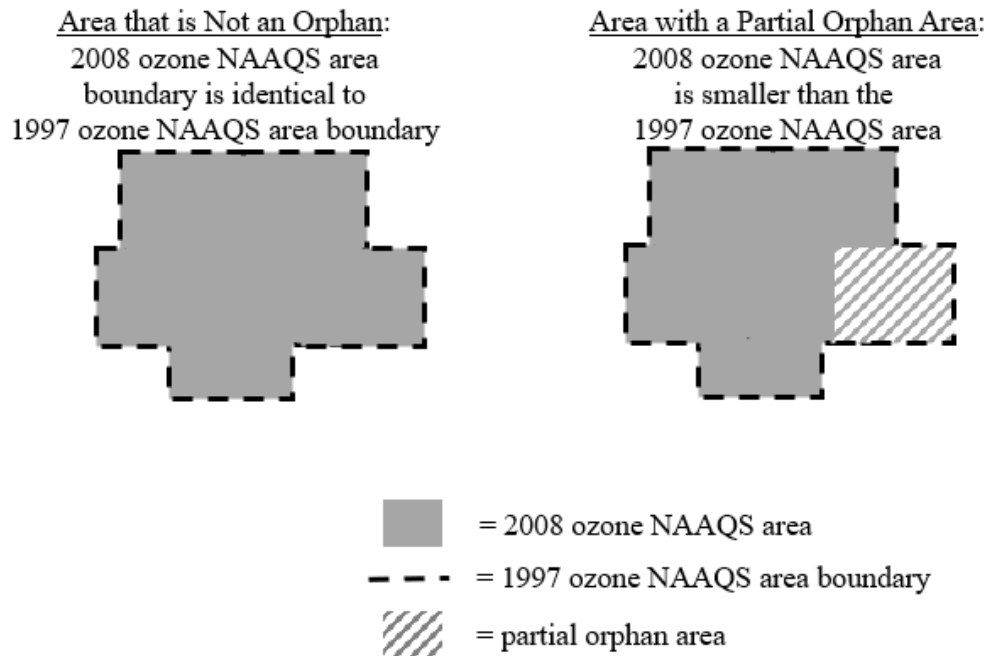 Area that is Not an Orphan:
2008 ozone NAAQS area
boundary is identical to
1997 ozone NAAQS area boundary
Area with a Partial Orphan Area:
2008 ozone NAAQS area
is smaller than the
1997 ozone NAAQS area
= 2008 ozone NAAQS area
= 1997 ozone NAAQS area boundary
= partial orphan area